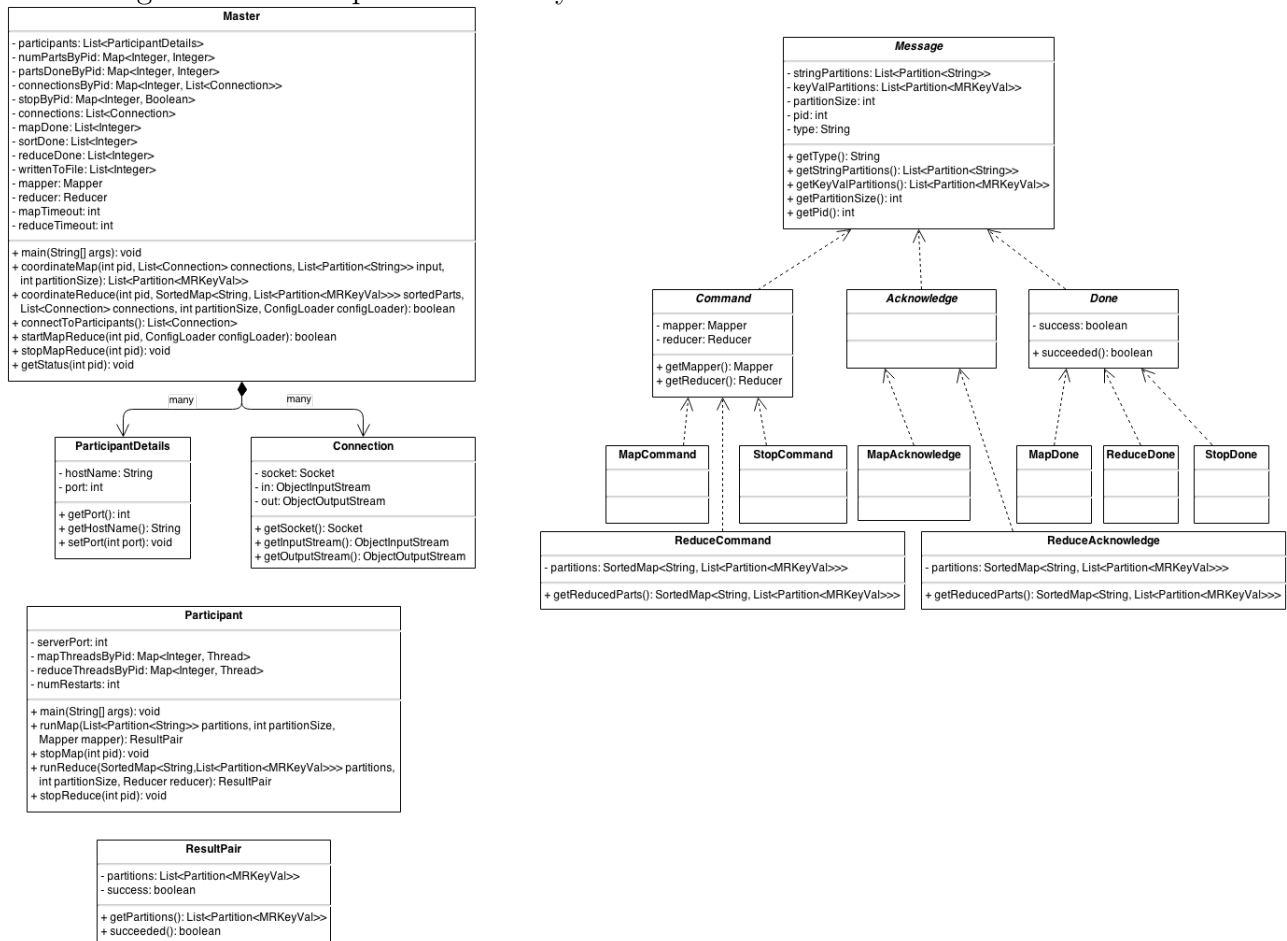 Master
- participants: List<ParticipantDetails>
- numPartsByPid: Map<Integer, Integer>
- partsDoneByPid: Map<Integer, Integer>
- connectionsByPid: Map<Integer, List<Connection>>
- stopByPid: Map<Integer, Boolean>
- connections: List<Connection>
- mapDone: List<Integer>
- sortDone: List<Integer>
- reduceDone: List<Integer>
- writtenToFile: List<Integer>
- mapper: Mapper
- reducer: Reducer
- mapTimeout: int
- reduceTimeout: int
+ main(String[] args): void
+ coordinateMap(int pid, List<Connection> connections, List<Partition<String>> input,
int partitionSize): List<Partition<MRKeyVal>>
+ coordinateReduce(int pid, SortedMap<String, List<Partition<MRKeyVal>>> sortedParts,
List<Connection> connections, int partitionSize, ConfigLoader configLoader): boolean
+ connectToParticipants(): List<Connection>
+ startMapReduce(int pid, ConfigLoader configLoader): boolean
+ stopMapReduce(int pid): void
+ getStatus(int pid): void
many
many
ParticipantDetails
- hostName: String
- port: int
+ getPort(): int
+ getHostName(): String
+ setPort(int port): void
Connection
- socket: Socket
- in: ObjectInputStream
- out: ObjectOutputStream
+ getSocket(): Socket
+ getInputStream(): ObjectInputStream
+ getOutputStream(): ObjectOutputStream
Participant
- serverPort: int
- mapThreadsByPid: Map<Integer, Thread>
- reduceThreadsByPid: Map<Integer, Thread>
- numRestarts: int
+ main(String[] args): void
+ runMap(List<Partition<String>> partitions, int partitionSize,
Mapper mapper): ResultPair
+ stopMap(int pid): void
+ runReduce(SortedMap<String,List<Partition<MRKeyVal>>> partitions,
int partitionSize, Reducer reducer): ResultPair
+ stopReduce(int pid): void
ResultPair
- partitions: List<Partition<MRKeyVal>>
- success: boolean
+ getPartitions(): List<Partition<MRKeyVal>>
+ succeeded(): boolean
Message
- stringPartitions: List<Partition<String>>
- keyValPartitions: List<Partition<MRKeyVal>>
- partitionSize: int
- pid: int
- type: String
+ getType(): String
+ getStringPartitions(): List<Partition<String>>
+ getKeyValPartitions(): List<Partition<MRKeyVal>>
+ getPartitionSize(): int
+ getPid(): int
Command
- mapper: Mapper
- reducer: Reducer
+ getMapper(): Mapper
+ getReducer(): Reducer
Acknowledge
Done
- success: boolean
+ succeeded(): boolean
MapCommand
StopCommand
MapAcknowledge
MapDone
ReduceDone
StopDone
ReduceCommand
- partitions: SortedMap<String, List<Partition<MRKeyVal>>>
+ getReducedParts(): SortedMap<String, List<Partition<MRKeyVal>>>
ReduceAcknowledge
- partitions: SortedMap<String, List<Partition<MRKeyVal>>>
+ getReducedParts(): SortedMap<String, List<Partition<MRKeyVal>>>